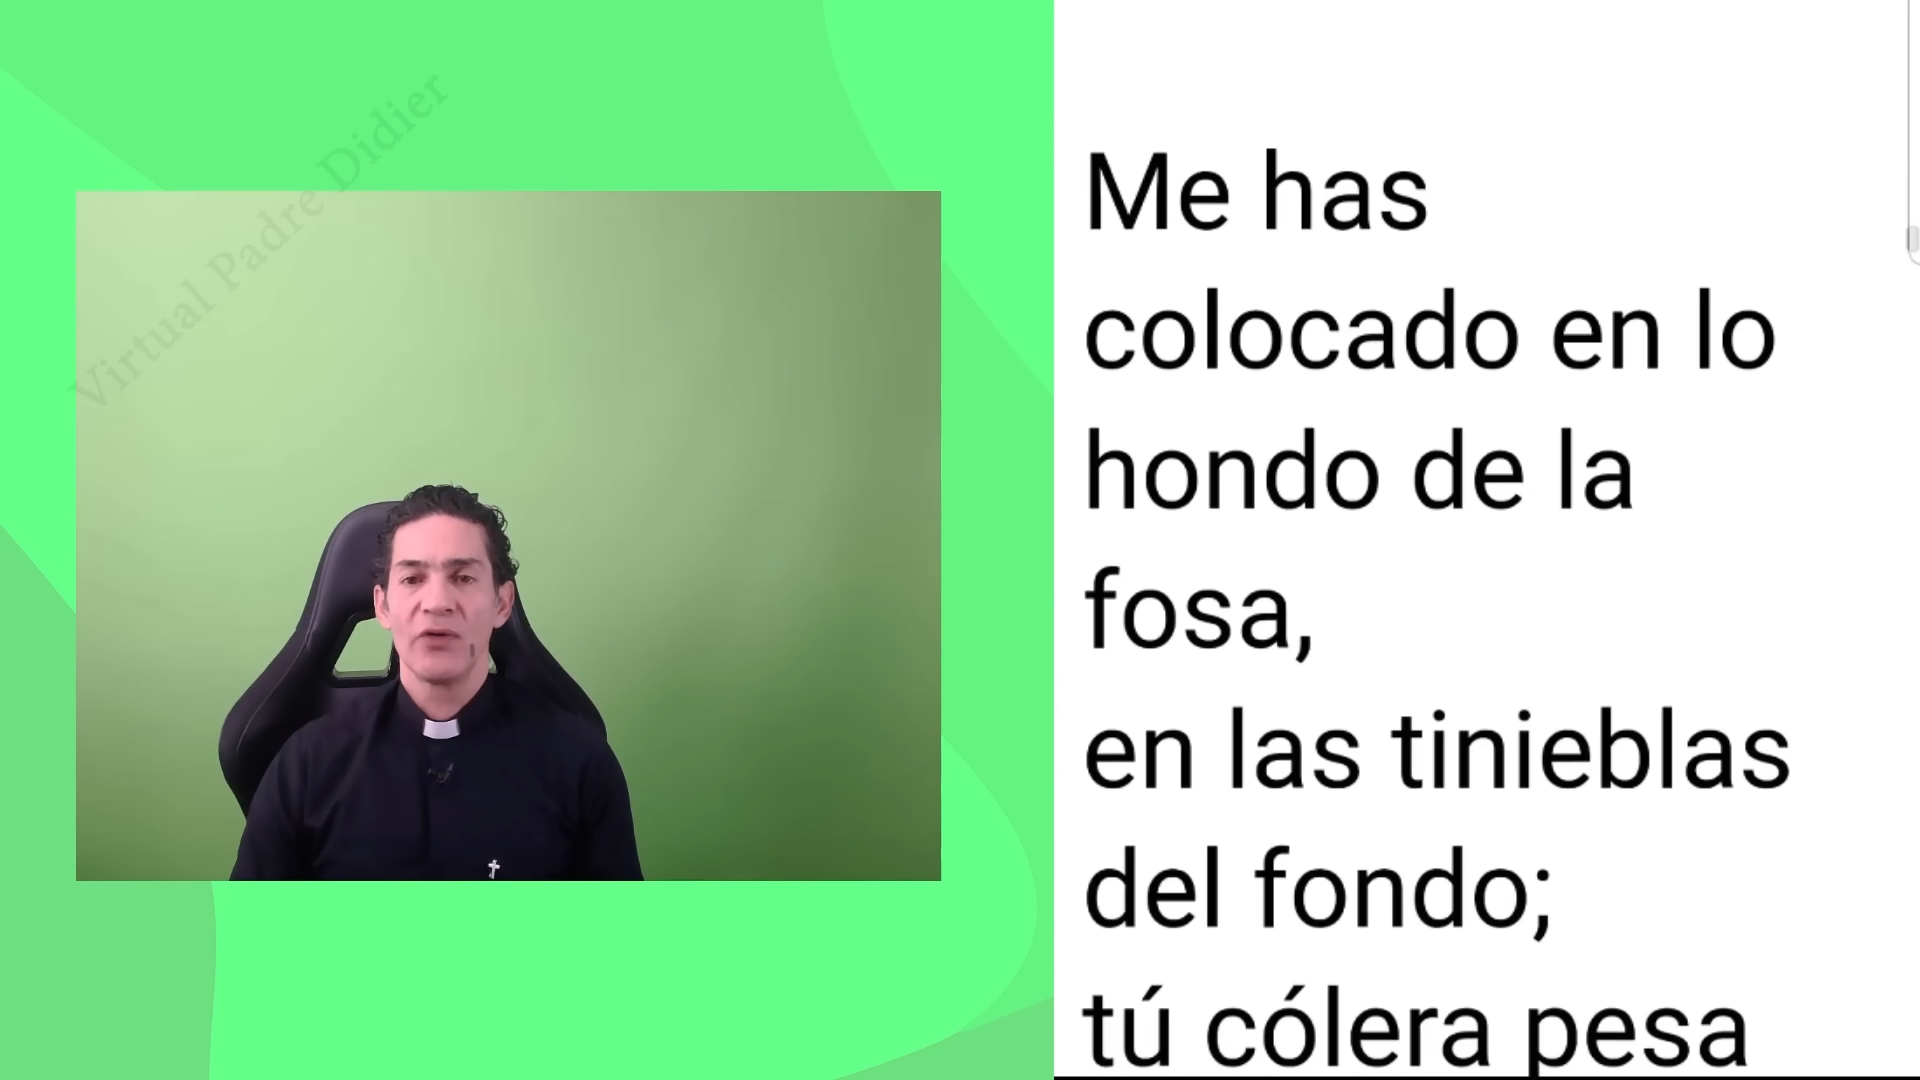 Virtual Padre Didier
Me has
colocado en lo
hondo de la
fosa,
en las tinieblas
del fondo;
tú cólera pesa